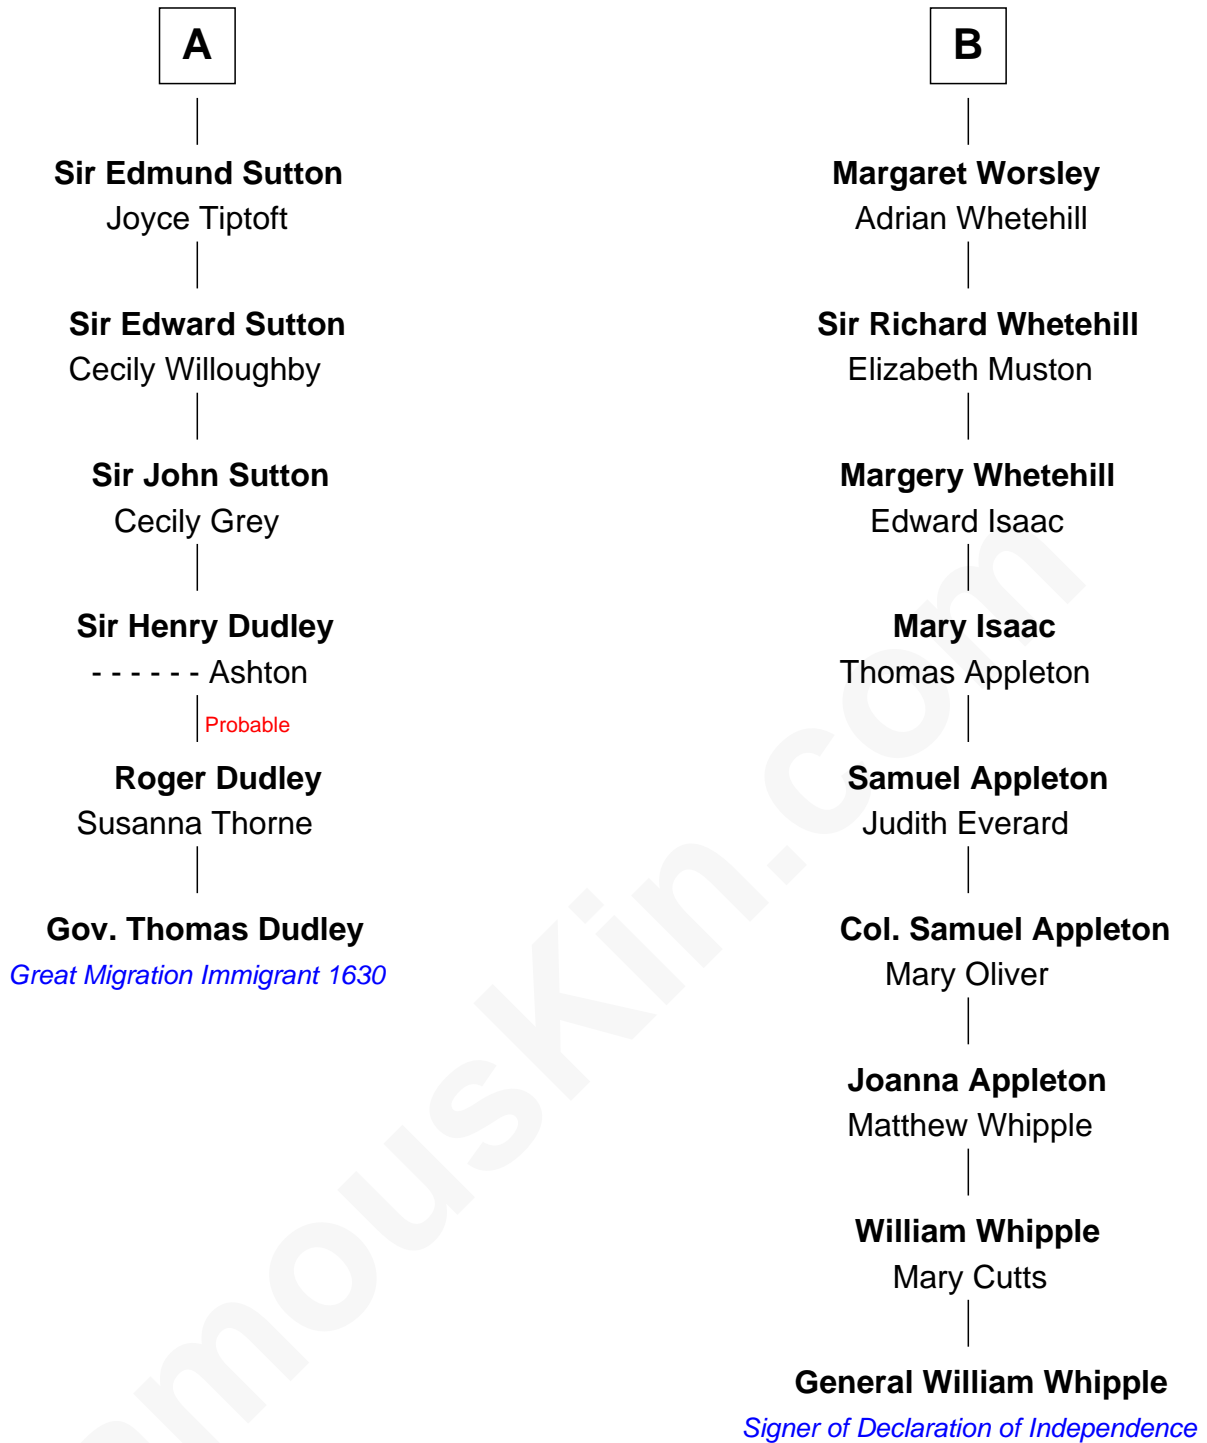 A
Sir Edmund Sutton
Joyce Tiptoft
Sir Edward Sutton
Cecily Willoughby
Sir John Sutton
Cecily Grey
Sir Henry Dudley
- - - - - - Ashton
Probable
Roger Dudley
Susanna Thorne
Gov. Thomas Dudley
Great Migration Immigrant 1630
B
Margaret Worsley
Adrian Whetehill
Sir Richard Whetehill
Elizabeth Muston
Margery Whetehill
Edward Isaac
Mary Isaac
Thomas Appleton
Samuel Appleton
Judith Everard
Col. Samuel Appleton
Mary Oliver
Joanna Appleton
Matthew Whipple
William Whipple
Mary Cutts
General William Whipple
Signer of Declaration of Independence
amouskin.com